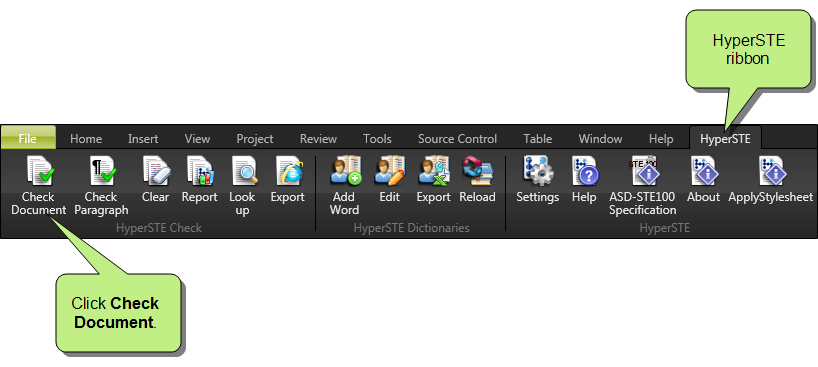 HyperSTE
ribbon
File Home Insert View Project Review Tools Source Control Table Window Help HyperSTE
Check Document
Check Paragraph
Clear
Report
Look up
Export
Add Word
Edit
Export
Reload
Settings
Help
ASD-STE100 Specification
About
ApplyStylesheet
HyperSTE Check HyperSTE Dictionaries HyperSTE
Click Check
Document.